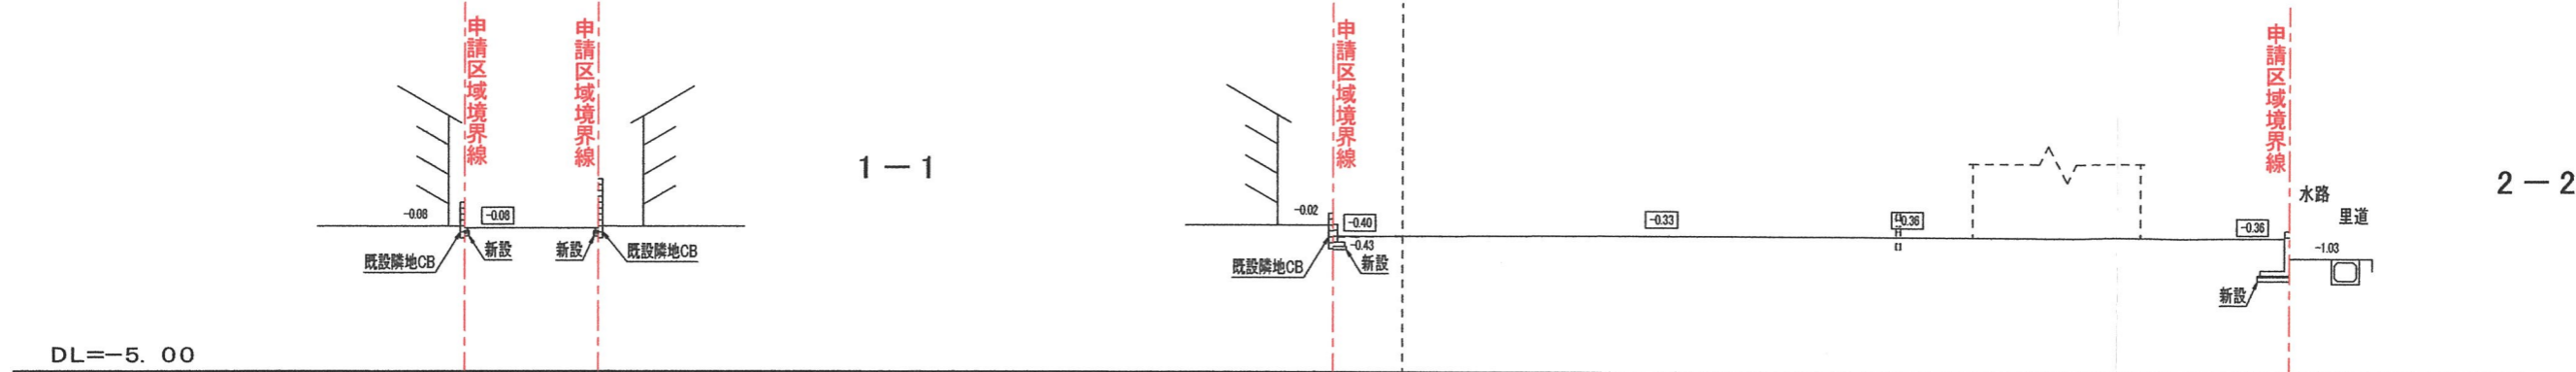 申請区域境界線
申請区域境界線
-0.08
-0.08
既設隣地CB
新設
新設
既設隣地CB
1－1
申請区域境界線
-0.02
-0.40
-0.43
既設隣地CB
新設
-0.33
0.36
申請区域境界線
水路
里道
-0.36
-1.03
新設
2－2
DL=-5.00